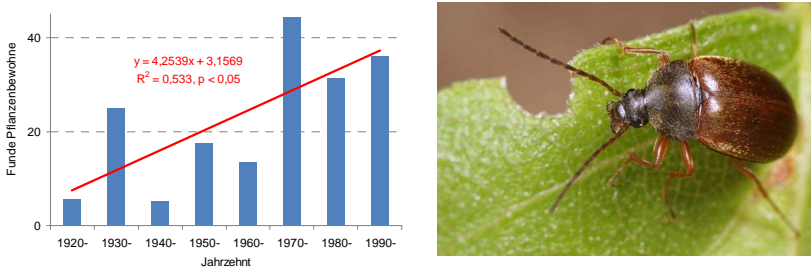 40
20
0
Funde Pflanzenbewohne
y = 4,2539x + 3,1569
R² = 0,533, p < 0,05
1920- 1930- 1940- 1950- 1960- 1970- 1980- 1990-
Jahrzehnt